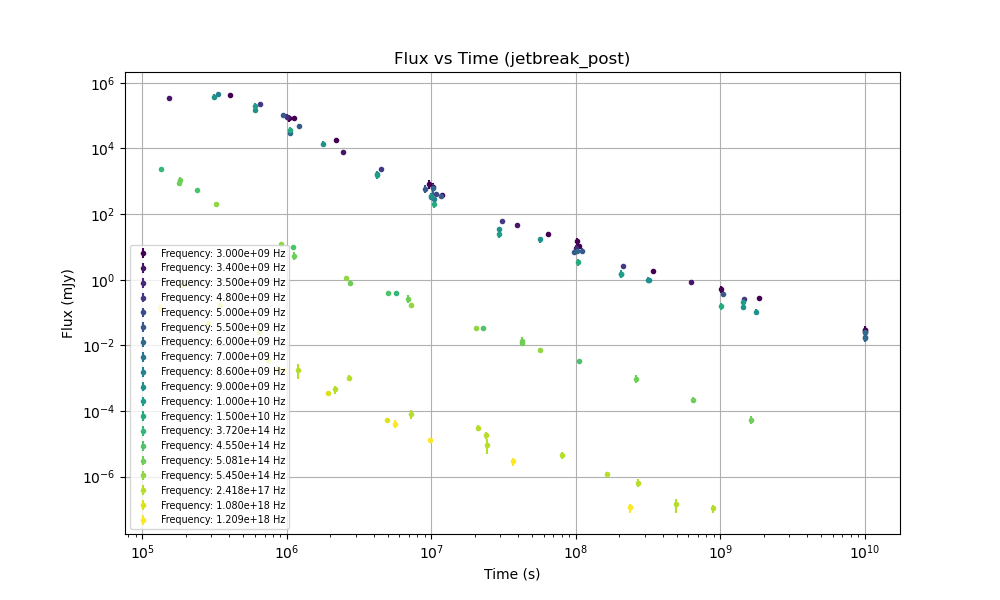 Flux vs Time (jetbreak_post)
Flux (mJy)
10^6
10^4
10^2
10^0
10^-2
10^-4
10^-6
Frequency: 3.000e+09 Hz
Frequency: 3.400e+09 Hz
Frequency: 3.500e+09 Hz
Frequency: 4.800e+09 Hz
Frequency: 5.000e+09 Hz
Frequency: 5.500e+09 Hz
Frequency: 6.000e+09 Hz
Frequency: 7.000e+09 Hz
Frequency: 8.600e+09 Hz
Frequency: 9.000e+09 Hz
Frequency: 1.000e+10 Hz
Frequency: 1.500e+10 Hz
Frequency: 3.720e+14 Hz
Frequency: 4.550e+14 Hz
Frequency: 5.081e+14 Hz
Frequency: 5.450e+14 Hz
Frequency: 2.418e+17 Hz
Frequency: 1.080e+18 Hz
Frequency: 1.209e+18 Hz
10^5 10^6 10^7 10^8 10^9 10^10
Time (s)